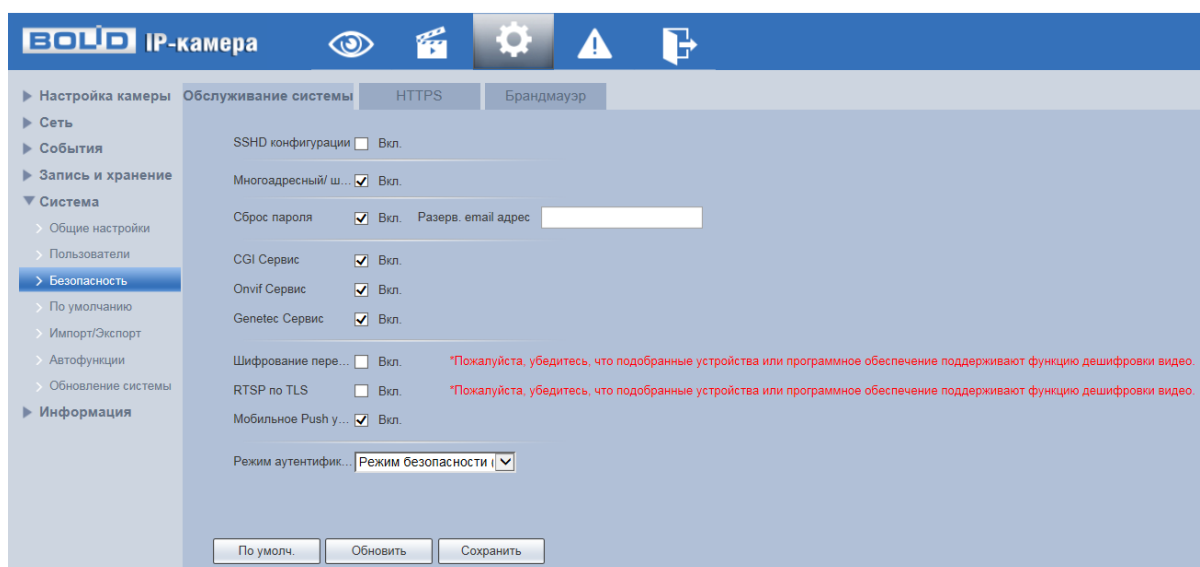 BOLID IP-камера
Обслуживание системы HTTPS Брандмауэр
Настройка камеры
Сеть
События
Запись и хранение
Система
Общие настройки
Пользователи
Безопасность
По умолчанию
Импорт/Экспорт
Автофункции
Обновление системы
Информация
SSHD конфигурации Вкл.
Многоадресный/ ш... Вкл.
Сброс пароля Вкл. Разерв. email адрес
CGI Сервис Вкл.
Onvif Сервис Вкл.
Genetec Сервис Вкл.
Шифрование пере... Вкл. *Пожалуйста, убедитесь, что подобранные устройства или программное обеспечение поддерживают функцию дешифровки видео.
RTSP по TLS Вкл. *Пожалуйста, убедитесь, что подобранные устройства или программное обеспечение поддерживают функцию дешифровки видео.
Мобильное Push у... Вкл.
Режим аутентифик... Режим безопасности (
По умолч. Обновить Сохранить